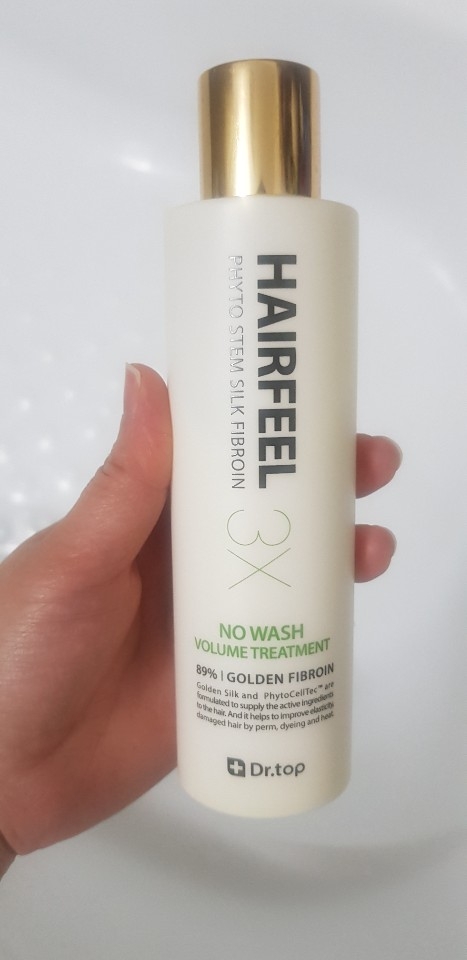 HAIRFEEL 3X
PHYTO STEM SILK FIBROIN
NO WASH
VOLUME TREATMENT
89% | GOLDEN FIBROIN
Golden Silk and PhytoCellTec™ are
formulated to supply the active ingredients
to the hair. And it helps to improve elasticity,
damaged hair by perm, dyeing and heat.
Dr.top